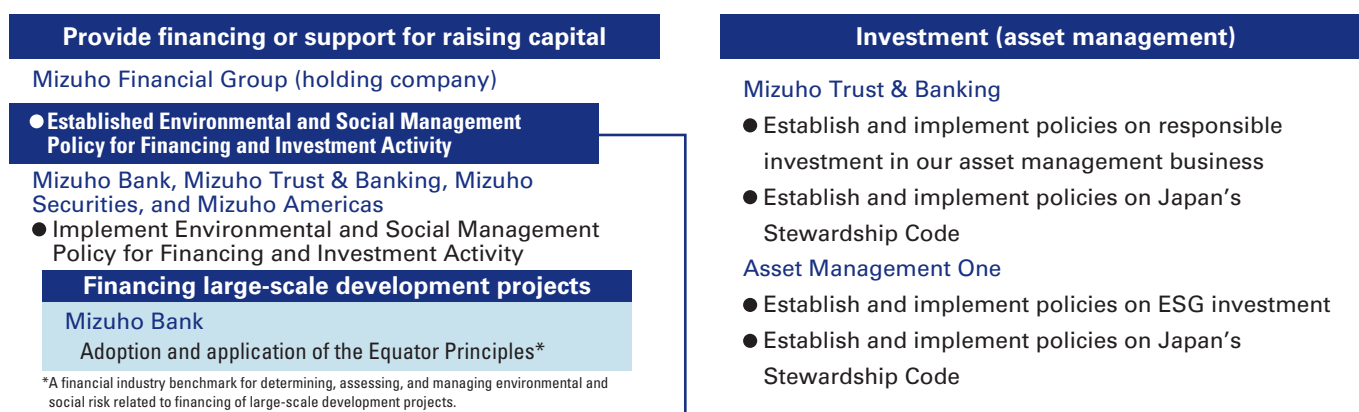 Provide financing or support for raising capital
Mizuho Financial Group (holding company)
●Established Environmental and Social Management
Policy for Financing and Investment Activity
Mizuho Bank, Mizuho Trust & Banking, Mizuho
Securities, and Mizuho Americas
● Implement Environmental and Social Management
Policy for Financing and Investment Activity
Financing large-scale development projects
Mizuho Bank
Adoption and application of the Equator Principles*
*A financial industry benchmark for determining, assessing, and managing environmental and
social risk related to financing of large-scale development projects.
Investment (asset management)
Mizuho Trust & Banking
● Establish and implement policies on responsible
investment in our asset management business
● Establish and implement policies on Japan's
Stewardship Code
Asset Management One
● Establish and implement policies on ESG investment
● Establish and implement policies on Japan's
Stewardship Code